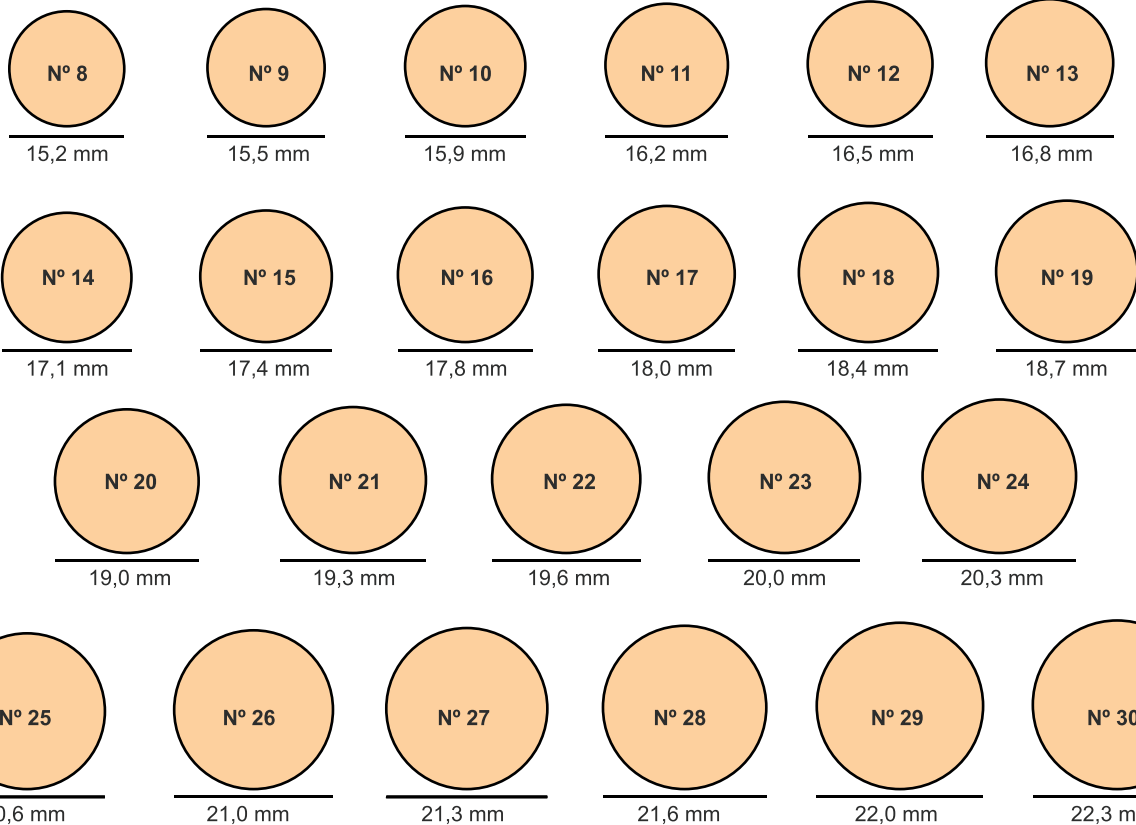 Nº 8 Nº 9 Nº 10 Nº 11 Nº 12 Nº 13
15,2 mm 15,5 mm 15,9 mm 16,2 mm 16,5 mm 16,8 mm
Nº 14 Nº 15 Nº 16 Nº 17 Nº 18 Nº 19
17,1 mm 17,4 mm 17,8 mm 18,0 mm 18,4 mm 18,7 mm
Nº 20 Nº 21 Nº 22 Nº 23 Nº 24
19,0 mm 19,3 mm 19,6 mm 20,0 mm 20,3 mm
Nº 25 Nº 26 Nº 27 Nº 28 Nº 29 Nº 30
0,6 mm 21,0 mm 21,3 mm 21,6 mm 22,0 mm 22,3 m